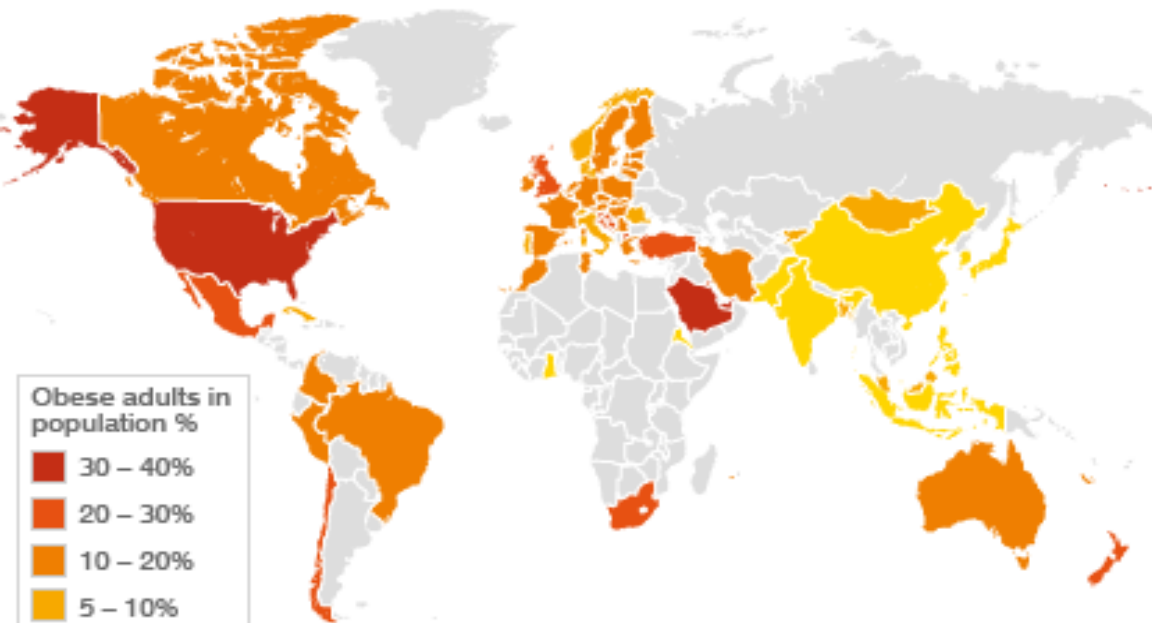 Obese adults in
population %
30 – 40%
20 – 30%
10 – 20%
5 – 10%